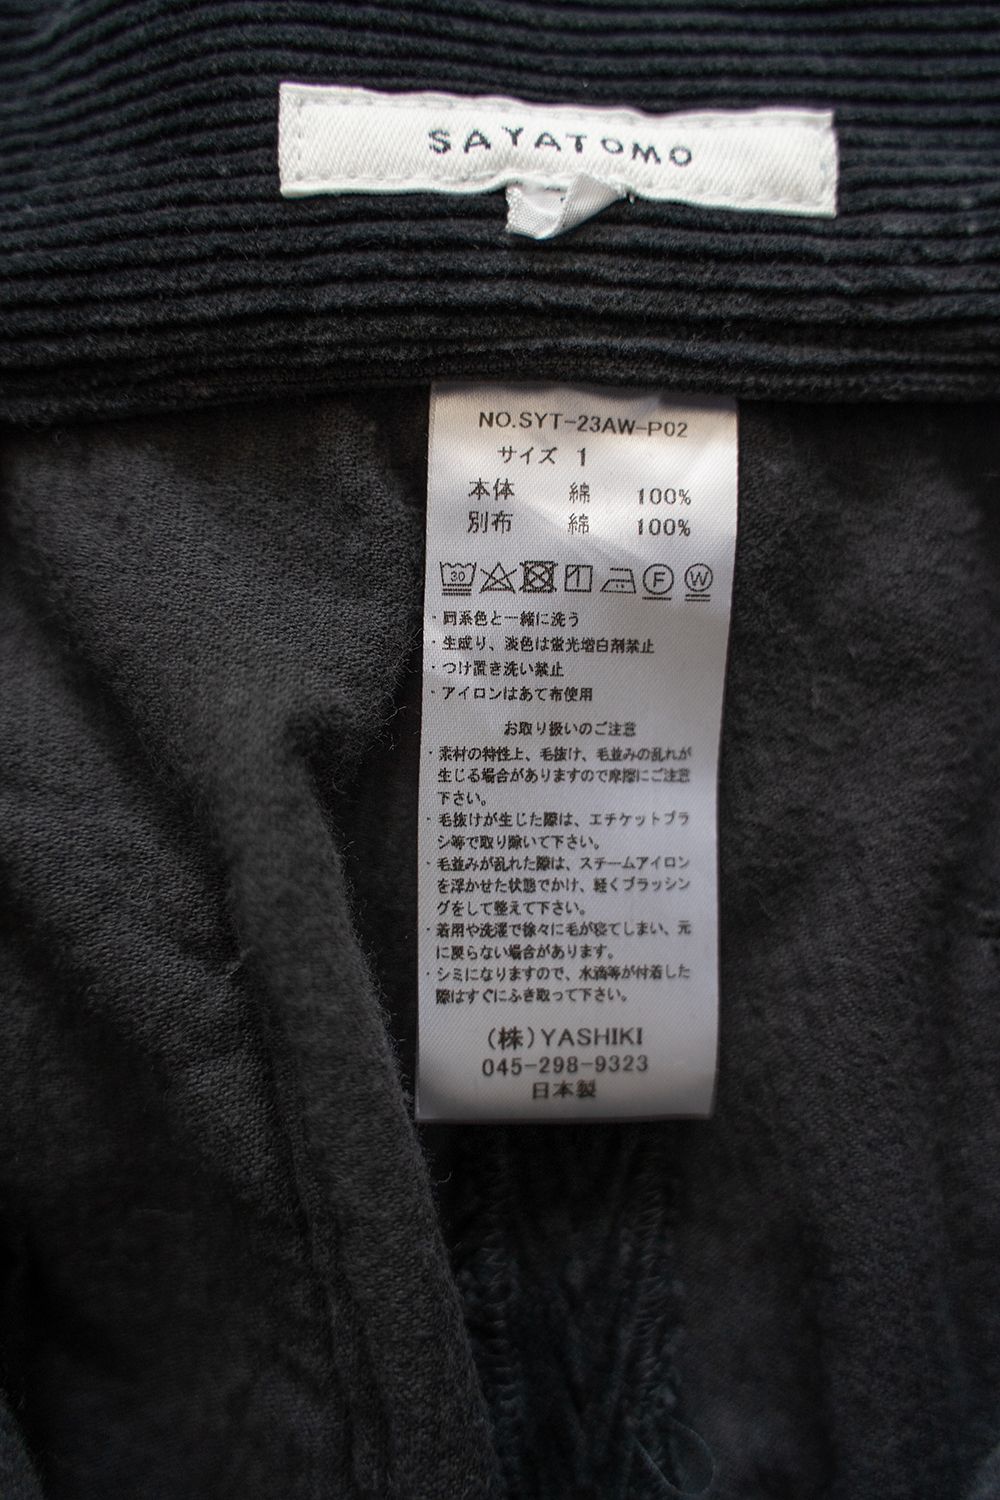 SAYATOMO
NO.SYT-23AW-P02
サイズ 1
本体 綿 100%
別布 綿 100%
30 F W
・同系色と一緒に洗う
・生成り、淡色は蛍光増白剤禁止
・つけ置き洗い禁止
・アイロンはあて布使用
お取り扱いのご注意
・素材の特性上、毛抜け、毛並みの乱れが
生じる場合がありますので摩擦にご注意
下さい。
・毛抜けが生じた際は、エチケットブラ
シ等で取り除いて下さい。
・毛並みが乱れた際は、スチームアイロン
を浮かせた状態でかけ、軽くブラッシン
グをして整えて下さい。
・着用や洗濯で徐々に毛が寝てしまい、元
に戻らない場合があります。
・シミになりますので、水滴等が付着した
際はすぐにふき取って下さい。
(株)YASHIKI
045-298-9323
日本製